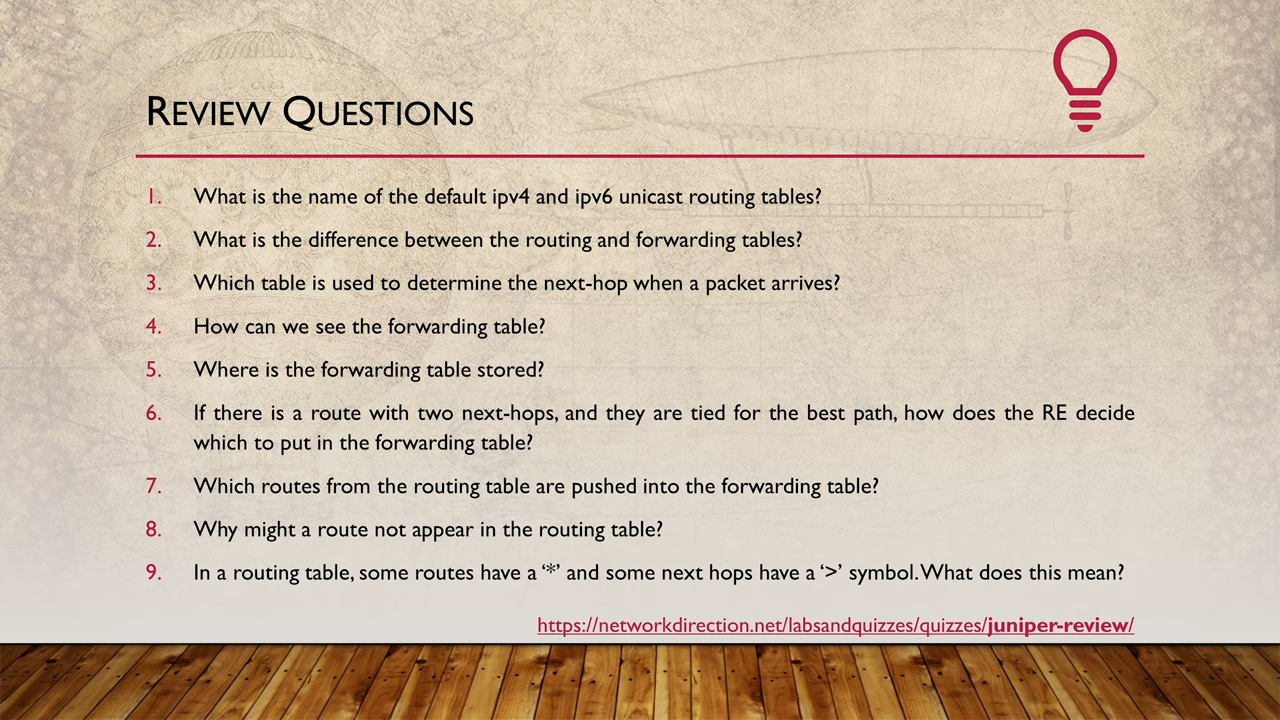 REVIEW QUESTIONS
1. What is the name of the default ipv4 and ipv6 unicast routing tables?
2. What is the difference between the routing and forwarding tables?
3. Which table is used to determine the next-hop when a packet arrives?
4. How can we see the forwarding table?
5. Where is the forwarding table stored?
6. If there is a route with two next-hops, and they are tied for the best path, how does the RE decide
which to put in the forwarding table?
7. Which routes from the routing table are pushed into the forwarding table?
8. Why might a route not appear in the routing table?
9. In a routing table, some routes have a ‘*’ and some next hops have a ‘>’ symbol. What does this mean?
https://networkdirection.net/labsandquizzes/quizzes/juniper-review/